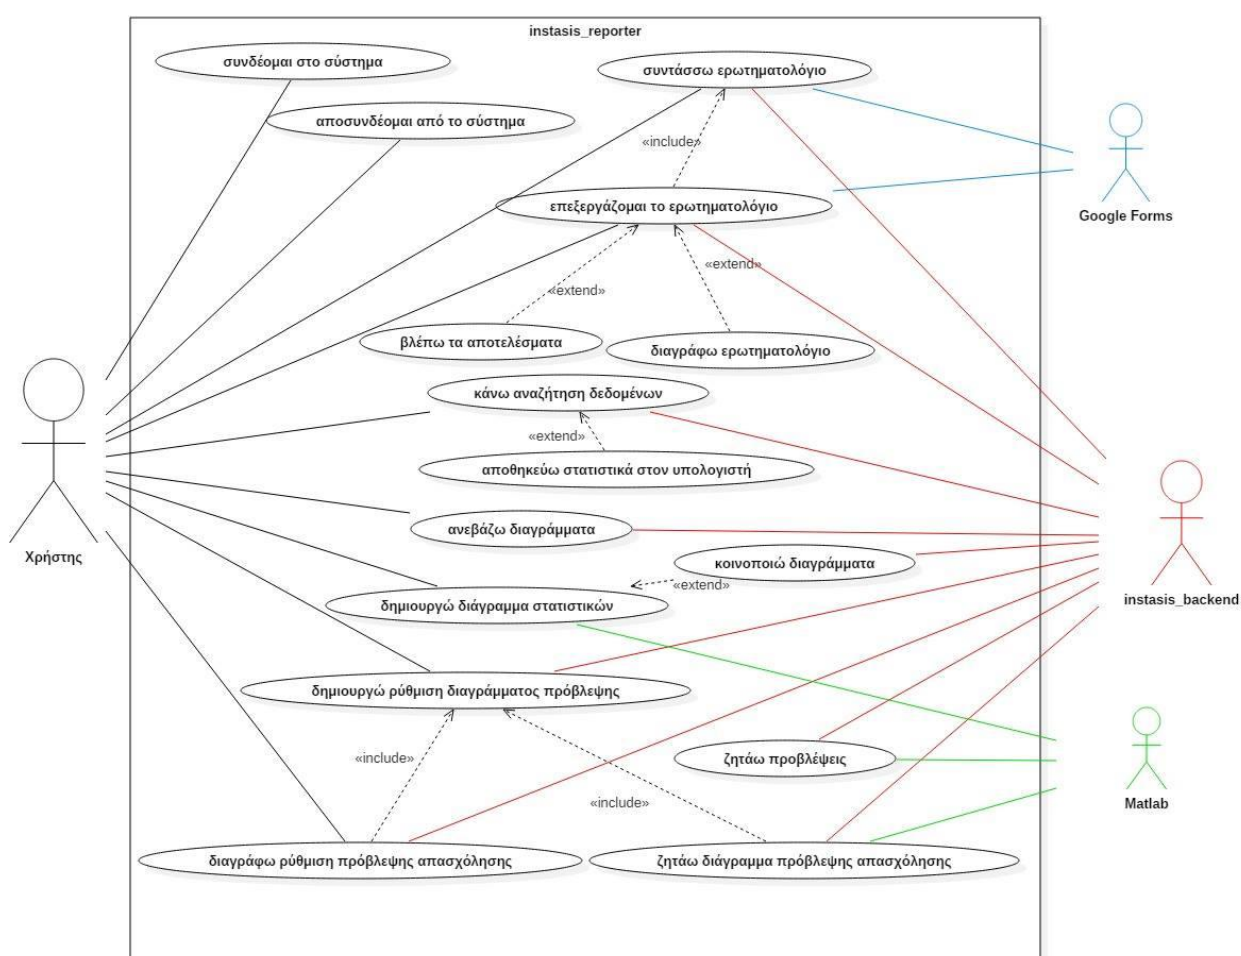 instasis_reporter
συνδέομαι στο σύστημα
συντάσσω ερωτηματολόγιο
αποσυνδέομαι από το σύστημα
«include»
επεξεργάζομαι το ερωτηματολόγιο
Google Forms
«extend»
«extend»
βλέπω τα αποτελέσματα
διαγράφω ερωτηματολόγιο
κάνω αναζήτηση δεδομένων
«extend»
αποθηκεύω στατιστικά στον υπολογιστή
ανεβάζω διαγράμματα
Χρήστης
κοινοποιώ διαγράμματα
«extend»
instasis_backend
δημιουργώ διάγραμμα στατιστικών
δημιουργώ ρύθμιση διαγράμματος πρόβλεψης
«include»
ζητάω προβλέψεις
«include»
Matlab
διαγράφω ρύθμιση πρόβλεψης απασχόλησης
ζητάω διάγραμμα πρόβλεψης απασχόλησης